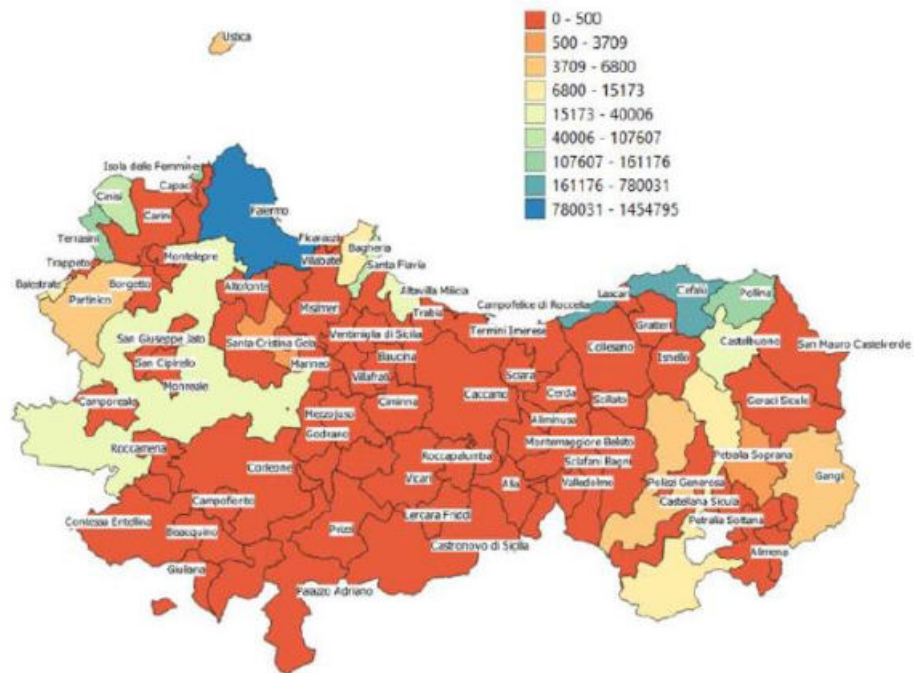 0 - 500
500 - 3709
3709 - 6800
6800 - 15173
15173 - 40006
40006 - 107607
107607 - 161176
161176 - 780031
780031 - 1454795
Ustica
Isola delle Femmine
Capaci
Cinisi
Carini
Palermo
Terrasini
Ficarazzi
Villabate
Bagheria
Trappeto
Montelepre
Santa Flavia
Balestrate
Borgetto
Altofonte
Altavilla Milicia
Lascari
Cefalù
Pollina
Partinico
Misilmeri
Trabia
Campofelice di Roccella
San Giuseppe Jato
Santa Cristina Gela
Ventimiglia di Sicilia
Termini Imerese
Gratteri
Castelbuono
San Mauro Castelverde
San Cipirello
Marineo
Baucina
Collesano
Isnello
Monreale
Villafrati
Sciara
Camporeale
Mezzojuso
Ciminna
Caccamo
Cerda
Scillato
Geraci Siculo
Roccamena
Godrano
Aliminusa
Corleone
Roccapalumba
Montemaggiore Belsito
Petralia Soprana
Sclafani Bagni
Gangi
Campofiorito
Vicari
Alia
Valledolmo
Polizzi Generosa
Castellana Sicula
Contessa Entellina
Bisacquino
Prizzi
Lercara Friddi
Petralia Sottana
Castronovo di Sicilia
Alimena
Giuliana
Palazzo Adriano